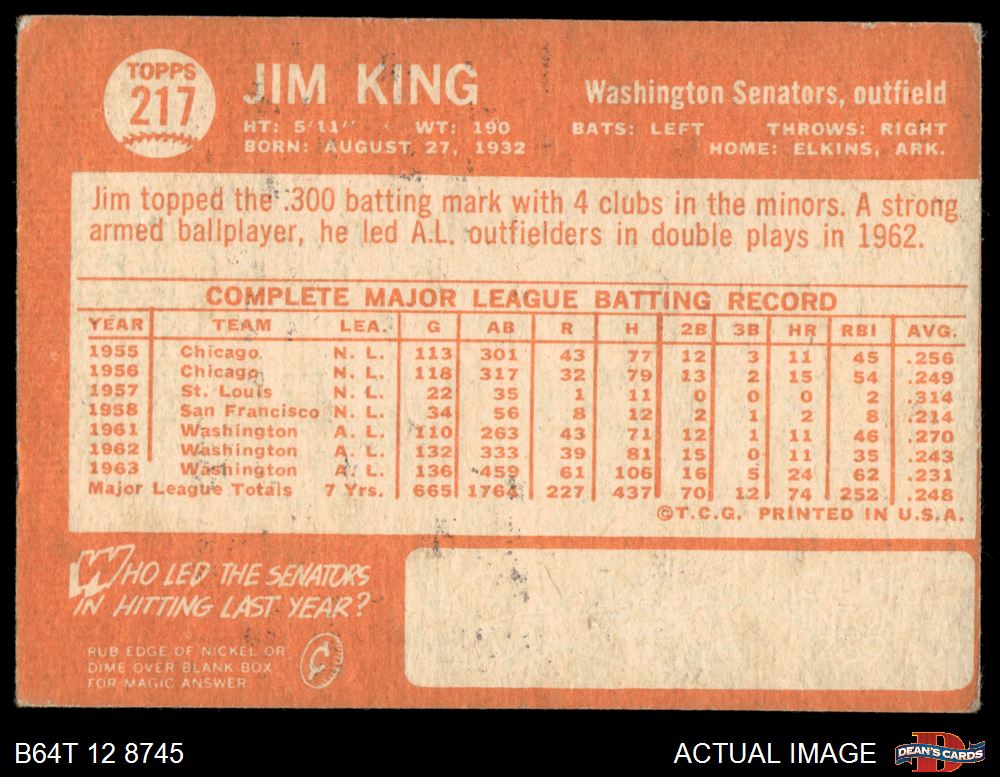 TOPPS
217
JIM KING
Washington Senators, outfield
HT: 5'11" WT: 190
BATS: LEFT THROWS: RIGHT
BORN: AUGUST 27, 1932
HOME: ELKINS, ARK.
Jim topped the .300 batting mark with 4 clubs in the minors. A strong
armed ballplayer, he led A.L. outfielders in double plays in 1962.
COMPLETE MAJOR LEAGUE BATTING RECORD
YEAR TEAM LEA. G AB R H 2B 3B HR RBI AVG.
1955 Chicago N. L. 113 301 43 77 12 3 11 45 .256
1956 Chicago N. L. 118 317 32 79 13 2 15 54 .249
1957 St. Louis N. L. 22 35 1 11 0 0 0 2 .314
1958 San Francisco N. L. 34 56 8 12 2 1 2 8 .214
1961 Washington A. L. 110 263 43 71 12 1 11 46 .270
1962 Washington A. L. 132 333 39 81 15 0 11 35 .243
1963 Washington A. L. 136 459 61 106 16 5 24 62 .231
Major League Totals 7 Yrs. 665 1764 227 437 70 12 74 252 .248
©T.C.G. PRINTED IN U.S.A.
WHO LED THE SENATORS
IN HITTING LAST YEAR?
RUB EDGE OF NICKEL OR
DIME OVER BLANK BOX
FOR MAGIC ANSWER
B64T 12 8745
ACTUAL IMAGE
DEAN'S CARDS